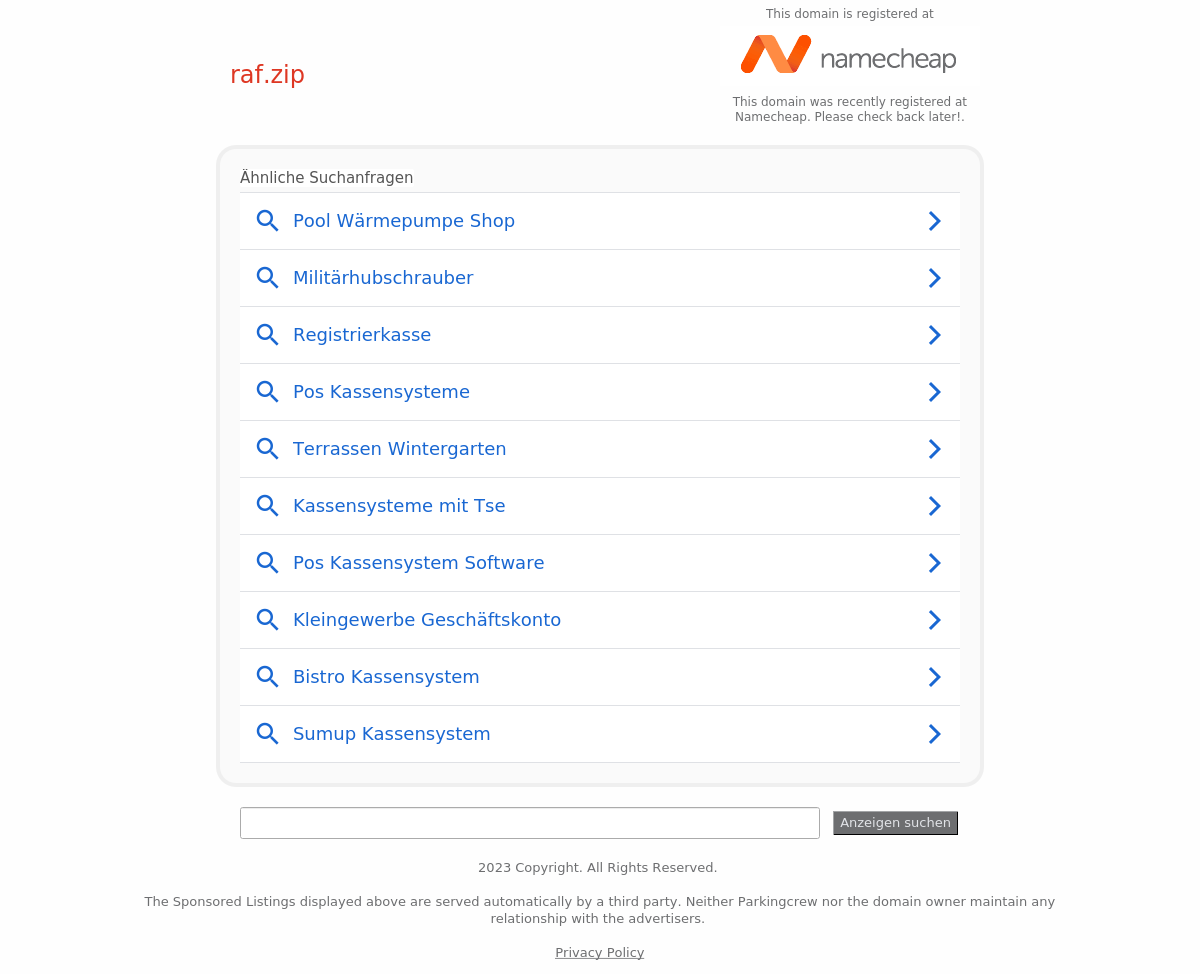 This domain is registered at
namecheap
raf.zip
This domain was recently registered at
Namecheap. Please check back later!.
Ähnliche Suchanfragen
Pool Wärmepumpe Shop
Militärhubschrauber
Registrierkasse
Pos Kassensysteme
Terrassen Wintergarten
Kassensysteme mit Tse
Pos Kassensystem Software
Kleingewerbe Geschäftskonto
Bistro Kassensystem
Sumup Kassensystem
Anzeigen suchen
2023 Copyright. All Rights Reserved.
The Sponsored Listings displayed above are served automatically by a third party. Neither Parkingcrew nor the domain owner maintain any
relationship with the advertisers.
Privacy Policy